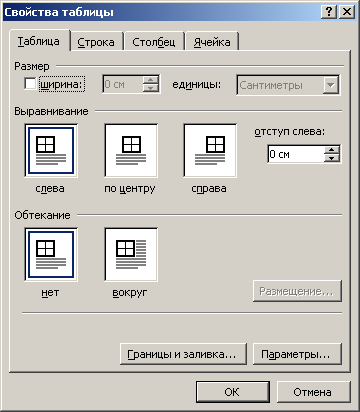 Свойства таблицы
Таблица Строка Столбец Ячейка
Размер
ширина: 0 см единицы: Сантиметры
Выравнивание
отступ слева:
0 см
слева по центру справа
Обтекание
нет вокруг
Размещение...
Границы и заливка... Параметры...
ОК Отмена